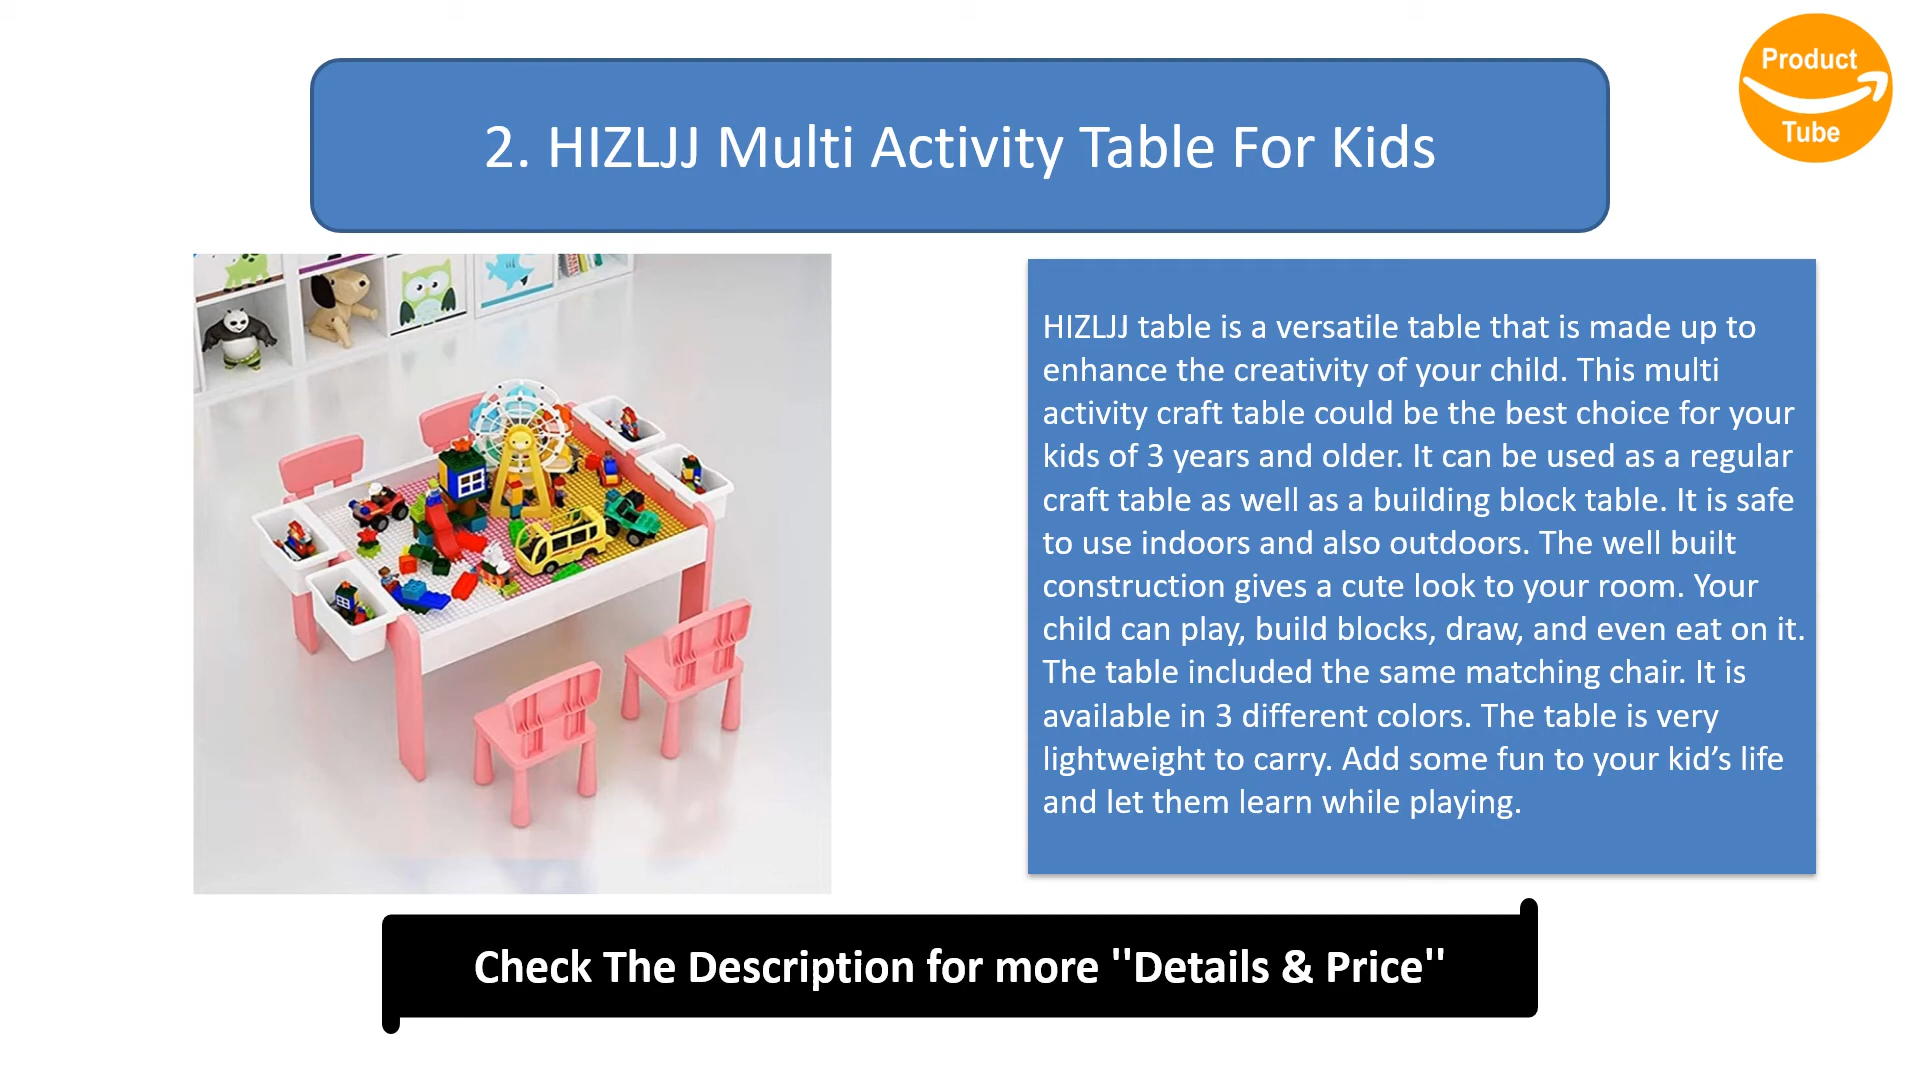 Product
Tube
2. HIZLJJ Multi Activity Table For Kids
HIZLJJ table is a versatile table that is made up to
enhance the creativity of your child. This multi
activity craft table could be the best choice for your
kids of 3 years and older. It can be used as a regular
craft table as well as a building block table. It is safe
to use indoors and also outdoors. The well built
construction gives a cute look to your room. Your
child can play, build blocks, draw, and even eat on it.
The table included the same matching chair. It is
available in 3 different colors. The table is very
lightweight to carry. Add some fun to your kid’s life
and let them learn while playing.
Check The Description for more ''Details & Price''